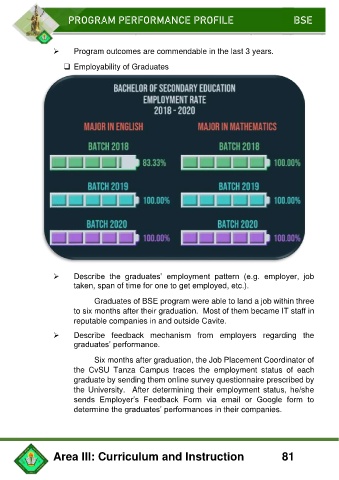 PROGRAM PERFORMANCE PROFILE BSE
➢ Program outcomes are commendable in the last 3 years.
❑ Employability of Graduates
BACHELOR OF SECONDARY EDUCATION
EMPLOYMENT RATE
2018 - 2020
MAJOR IN ENGLISH MAJOR IN MATHEMATICS
BATCH 2018 BATCH 2018
83.33% 100.00%
BATCH 2019 BATCH 2019
100.00% 100.00%
BATCH 2020 BATCH 2020
100.00% 100.00%
➢ Describe the graduates' employment pattern (e.g. employer, job
taken, span of time for one to get employed, etc.).
Graduates of BSE program were able to land a job within three
to six months after their graduation. Most of them became IT staff in
reputable companies in and outside Cavite.
➢ Describe feedback mechanism from employers regarding the
graduates' performance.
Six months after graduation, the Job Placement Coordinator of
the CvSU Tanza Campus traces the employment status of each
graduate by sending them online survey questionnaire prescribed by
the University. After determining their employment status, he/she
sends Employer's Feedback Form via email or Google form to
determine the graduates' performances in their companies.
Area III: Curriculum and Instruction 81